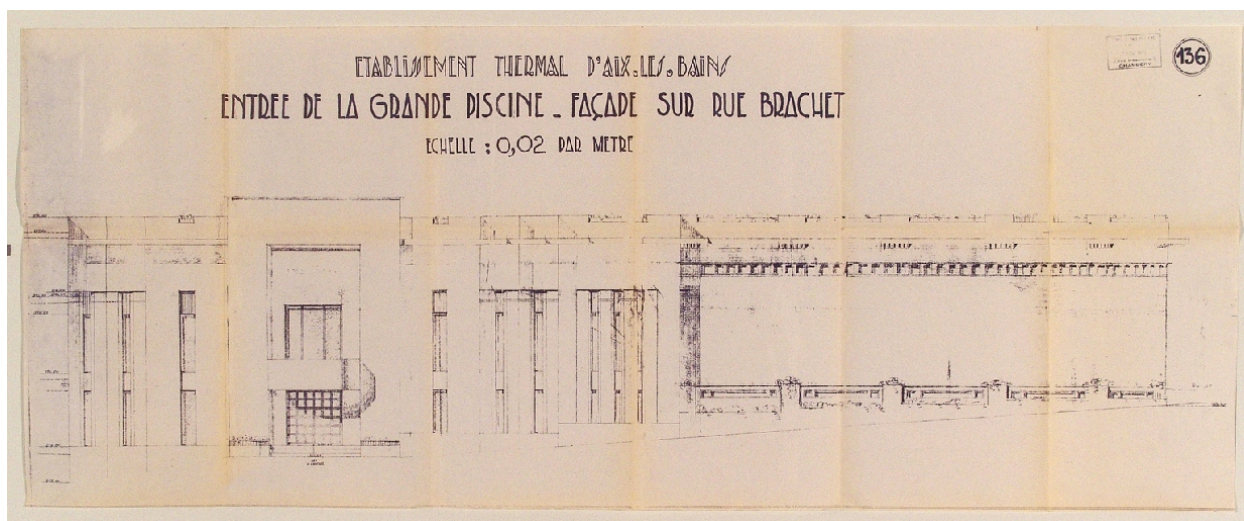 ETABLISSEMENT THERMAL D'AIX.LES.BAINS
136
ENTREE DE LA GRANDE PISCINE _ FAÇADE SUR RUE BRACHET
ECHELLE : 0,02 PAR METRE